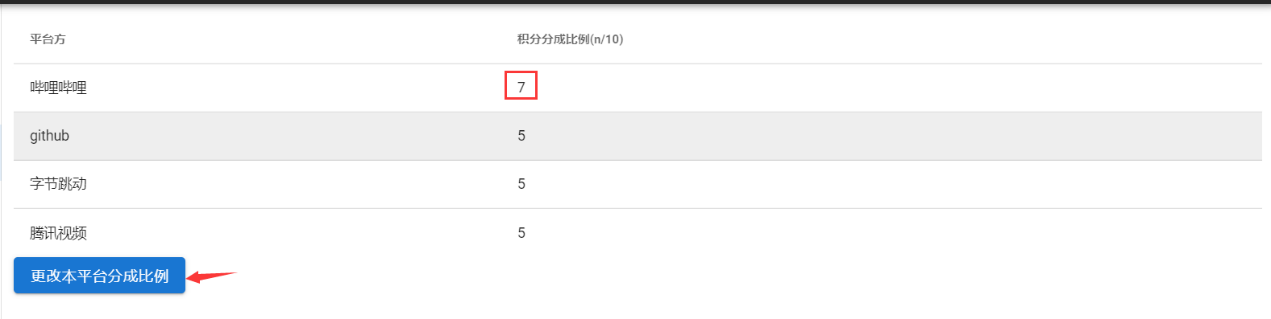 平台方 积分分成比例(n/10)
哔哩哔哩 7
github 5
字节跳动 5
腾讯视频 5
更改本平台分成比例